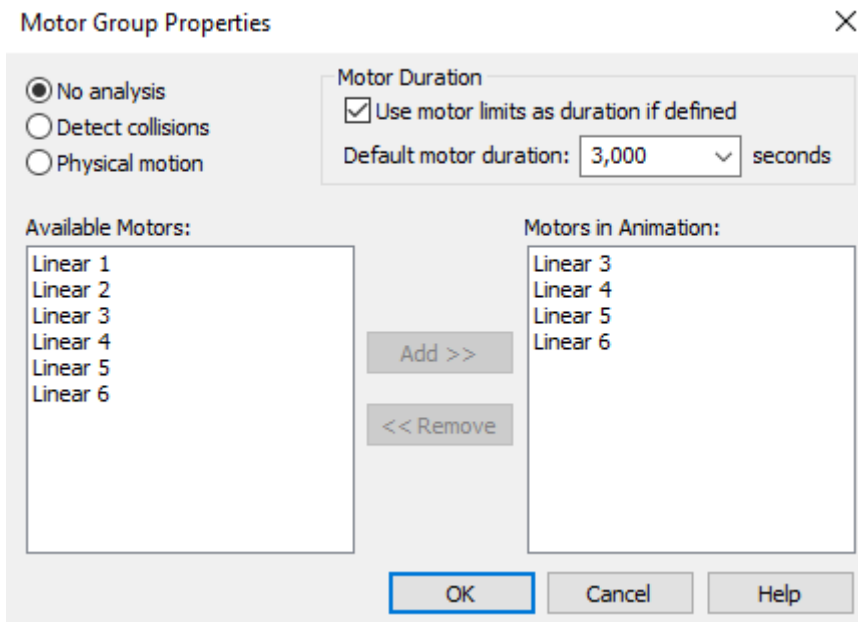 Motor Group Properties
No analysis
Detect collisions
Physical motion
Motor Duration
Use motor limits as duration if defined
Default motor duration: 3,000 seconds
Available Motors:
Linear 1
Linear 2
Linear 3
Linear 4
Linear 5
Linear 6
Add >>
<< Remove
Motors in Animation:
Linear 3
Linear 4
Linear 5
Linear 6
OK Cancel Help